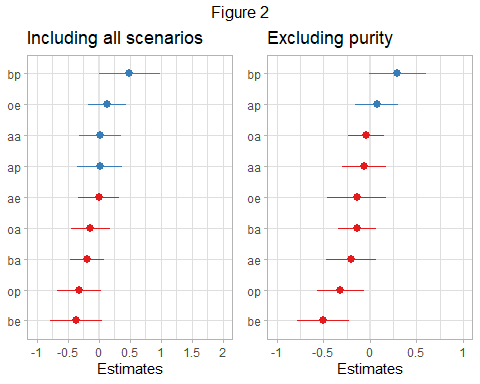 Figure 2
Including all scenarios
bp
oe
aa
ap
ae
oa
ba
op
be
-1 -0.5 0 0.5 1 1.5 2
Estimates
Excluding purity
bp
ap
oa
aa
oe
ba
ae
op
be
-1 -0.5 0 0.5 1
Estimates